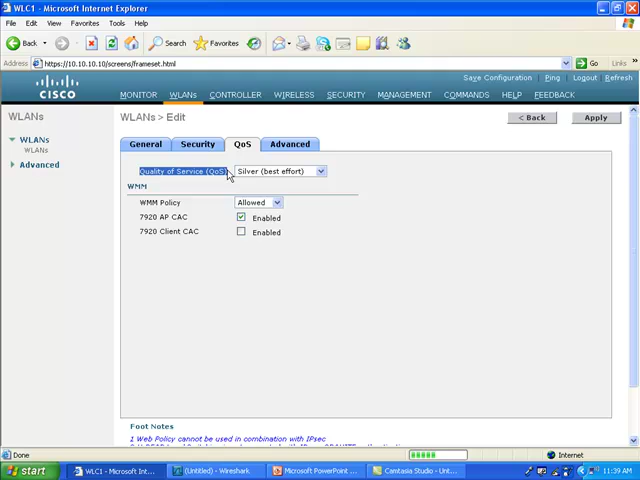 WLC1 - Microsoft Internet Explorer
File Edit View Favorites Tools Help
Back Search Favorites
Address https://10.10.10.10/screens/frameset.html Go Links
Save Configuration Ping Logout Refresh
CISCO MONITOR WLANs CONTROLLER WIRELESS SECURITY MANAGEMENT COMMANDS HELP FEEDBACK
WLANs WLANs > Edit < Back Apply
WLANs
WLANs
Advanced
General Security QoS Advanced
Quality of Service (QoS) Silver (best effort)
WMM
WMM Policy Allowed
7920 AP CAC Enabled
7920 Client CAC Enabled
Foot Notes
1 Web Policy cannot be used in combination with IPsec
Done Internet
start WLC1 - Microsoft Int... (Untitled) - Wireshark Microsoft PowerPoint ... Camtasia Studio - Unt... 11:39 AM